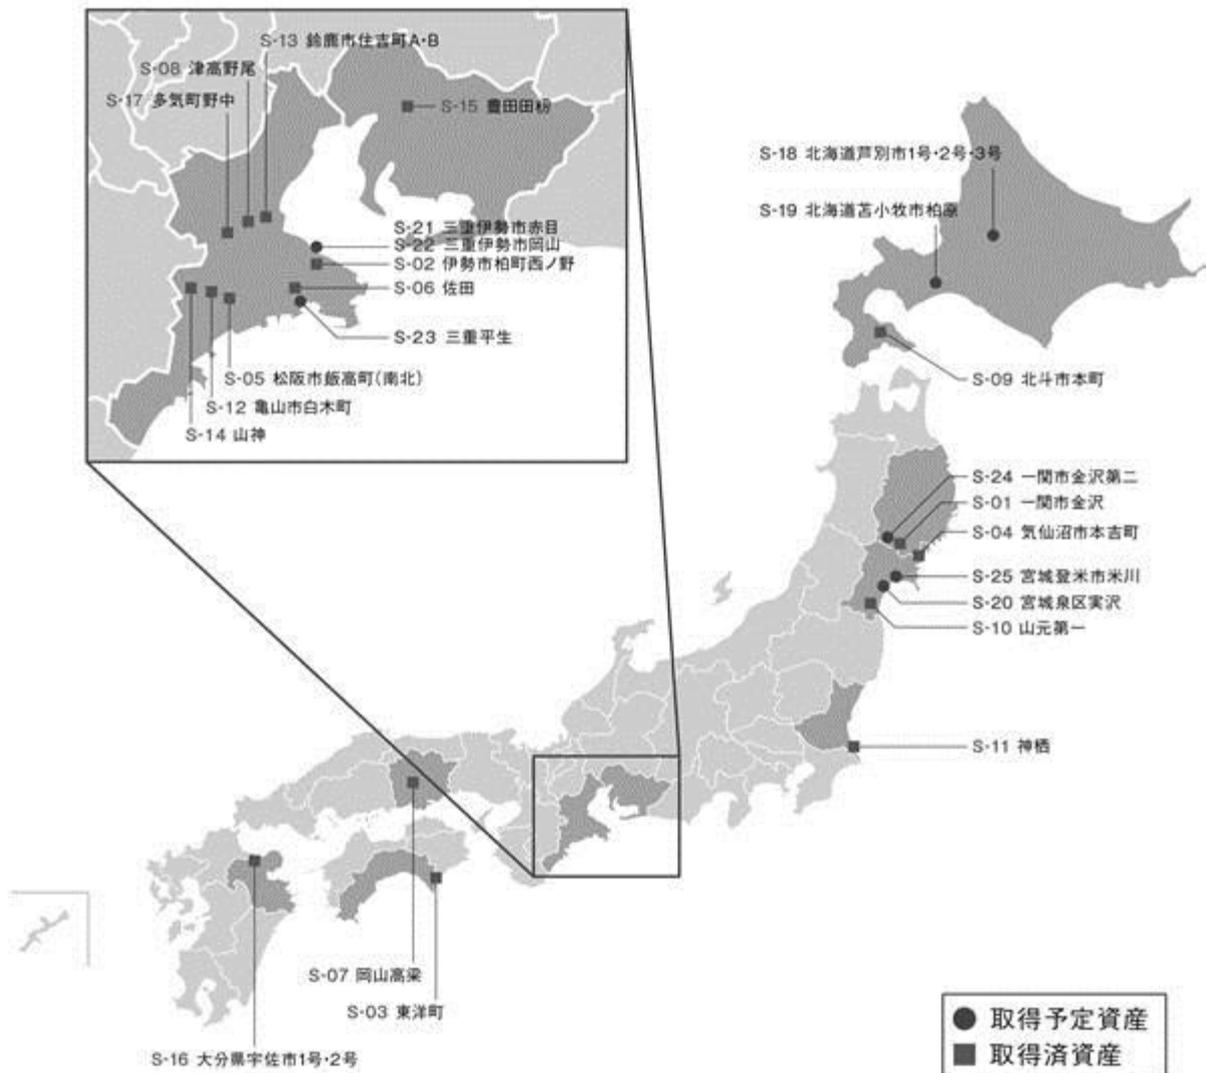 S-13 鈴鹿市住吉町A・B
S-08 津高野尾
S-17 多気町野中
S-15 豊田田籾
S-21 三重伊勢市赤目
S-22 三重伊勢市岡山
S-02 伊勢市柏町西ノ野
S-06 佐田
S-23 三重平生
S-05 松阪市飯高町(南北)
S-12 亀山市白木町
S-14 山神
S-18 北海道芦別市1号・2号・3号
S-19 北海道苫小牧市柏原
S-09 北斗市本町
S-24 一関市金沢第二
S-01 一関市金沢
S-04 気仙沼市本吉町
S-25 宮城登米市米川
S-20 宮城泉区実沢
S-10 山元第一
S-11 神栖
S-07 岡山高梁
S-03 東洋町
S-16 大分県宇佐市1号・2号
取得予定資産
取得済資産